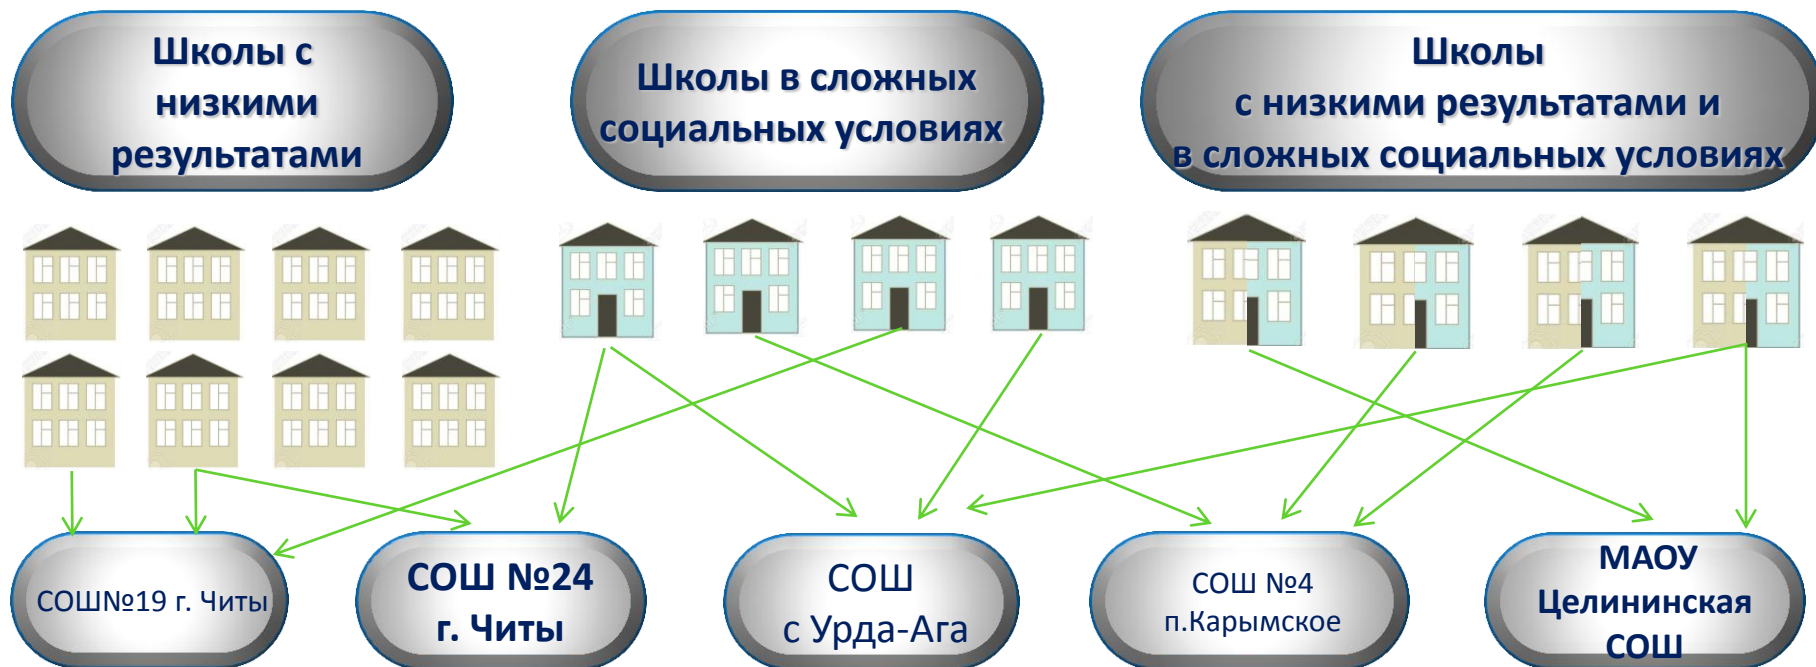 Школы с
низкими
результатами
Школы в сложных
социальных условиях
Школы
с низкими результатами и
в сложных социальных условиях
СОШ№19 г. Читы
СОШ №24
г. Читы
СОШ
с Урда-Ага
СОШ №4
п.Карымское
МАОУ
Целининская
СОШ